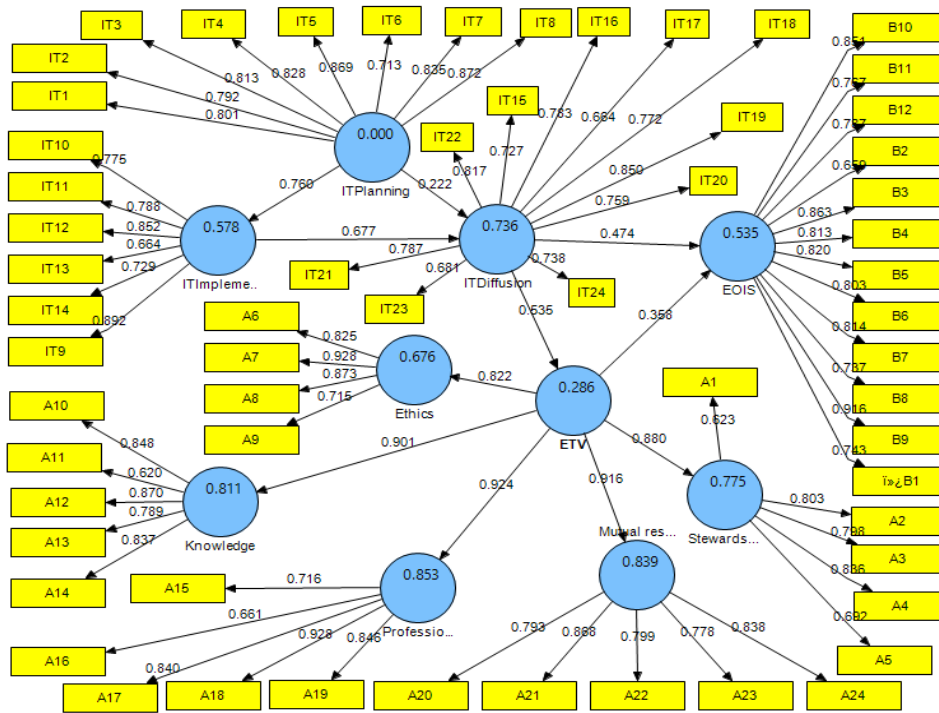 IT3
IT4
IT5
IT6
IT7
IT8
IT16
IT17
IT18
B10
IT2
IT1
0.813
0.828
0.869
0.713
0.835
0.872
0.792
0.801
0.783
0.664
0.772
0.851
B11
0.767
B12
0.787
B2
0.659
IT10
0.775
IT11
0.788
IT12
0.852
IT13
0.664
IT14
0.729
IT9
0.892
0.000
ITPlanning
0.760
0.222
IT22
0.817
IT15
0.727
IT19
0.850
IT20
0.759
0.578
ITImpleme..
0.677
0.736
ITDiffusion
0.474
0.535
EOIS
B3
0.863
B4
0.813
B5
0.820
B6
0.803
B7
0.814
B8
0.787
B9
0.916
ï»¿B1
0.743
IT21
0.787
IT23
0.681
IT24
0.738
0.535
0.358
A6
0.825
A7
0.928
A8
0.873
A9
0.715
0.676
Ethics
0.822
0.286
ETV
A1
0.623
0.880
0.775
Stewards...
A2
0.803
A3
0.798
A4
0.836
A5
0.692
A10
0.848
A11
0.620
A12
0.870
A13
0.789
A14
0.837
0.811
Knowledge
0.901
0.924
0.916
Mutual res...
0.839
0.853
Professio...
A15
0.716
A16
0.661
A17
0.840
A18
0.928
A19
0.846
A20
0.793
A21
0.868
A22
0.799
A23
0.778
A24
0.838